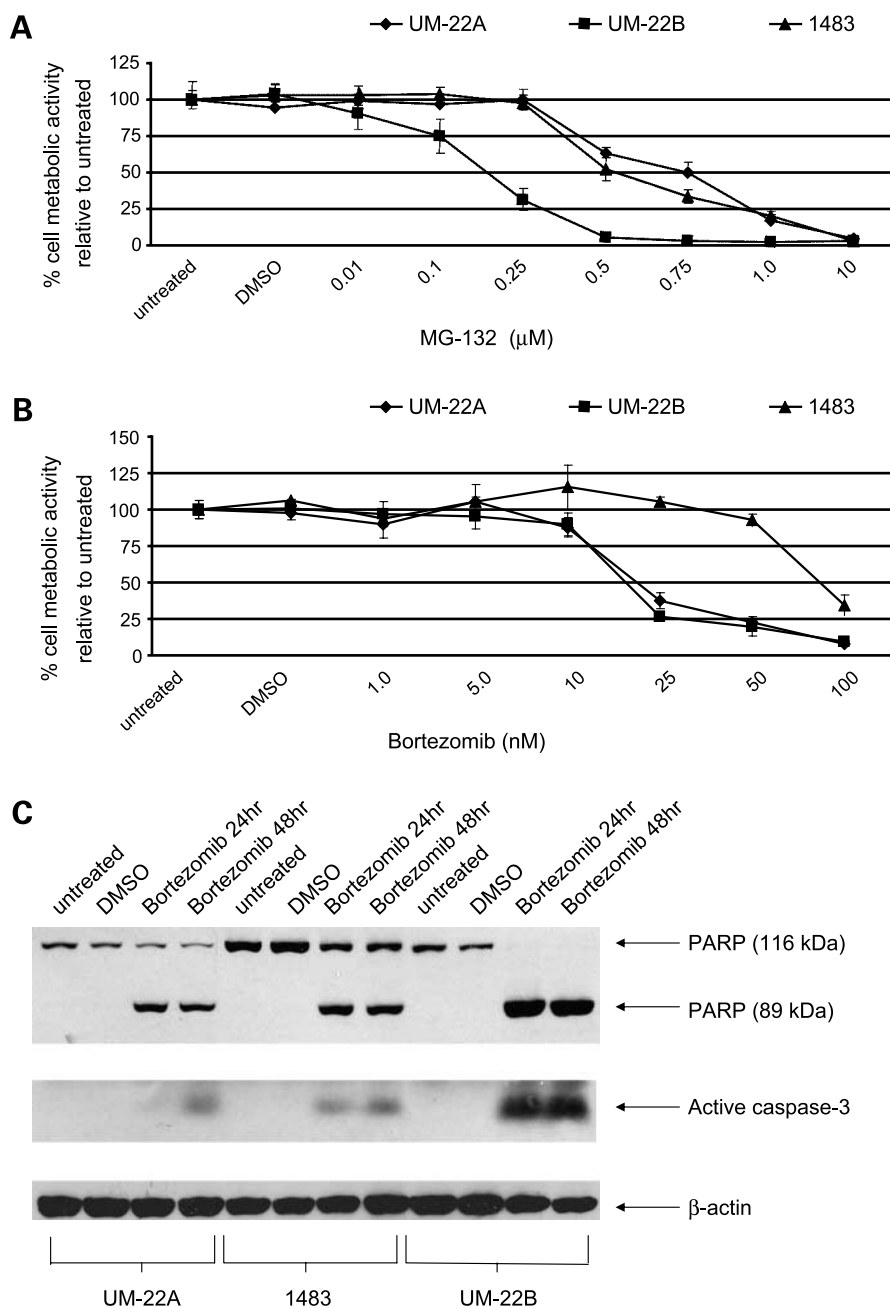 A
UM-22A UM-22B 1483
125
100
75
50
25
0
% cell metabolic activity
relative to untreated
untreated DMSO 0.01 0.1 0.25 0.5 0.75 1.0 10
MG-132 (μM)
B
UM-22A UM-22B 1483
150
125
100
75
50
25
0
% cell metabolic activity
relative to untreated
untreated DMSO 1.0 5.0 10 25 50 100
Bortezomib (nM)
C
untreated DMSO Bortezomib 24hr Bortezomib 48hr untreated DMSO Bortezomib 24hr Bortezomib 48hr untreated DMSO Bortezomib 24hr Bortezomib 48hr
PARP (116 kDa)
PARP (89 kDa)
Active caspase-3
β-actin
UM-22A 1483 UM-22B